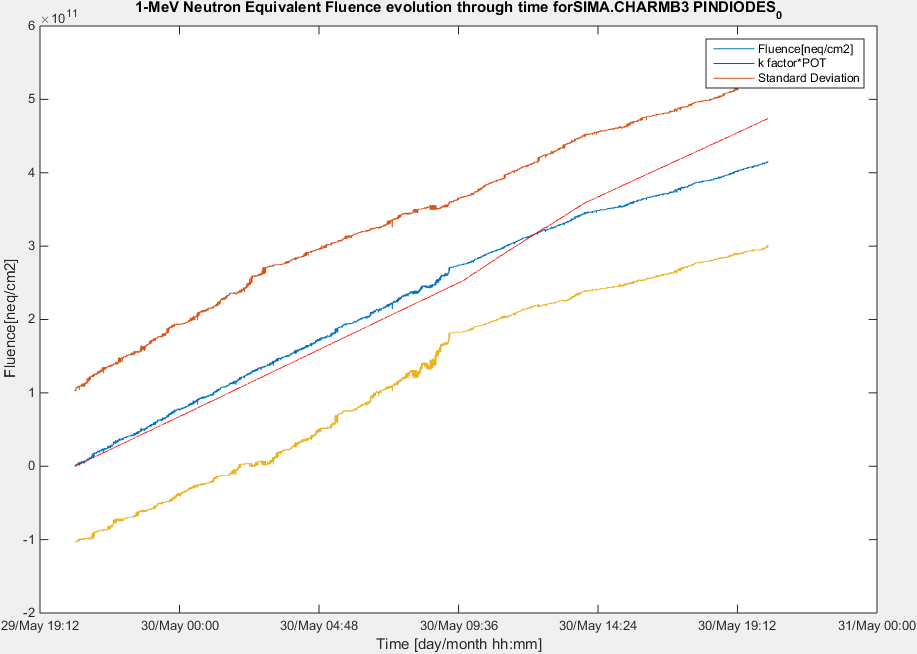 1-MeV Neutron Equivalent Fluence evolution through time forSIMA.CHARMB3 PINDIODES0
× 10^11
Fluence[neq/cm2]
k factor*POT
Standard Deviation
6
5
4
3
2
1
0
-1
-2
Fluence[neq/cm2]
29/May 19:12 30/May 00:00 30/May 04:48 30/May 09:36 30/May 14:24 30/May 19:12 31/May 00:00
Time [day/month hh:mm]